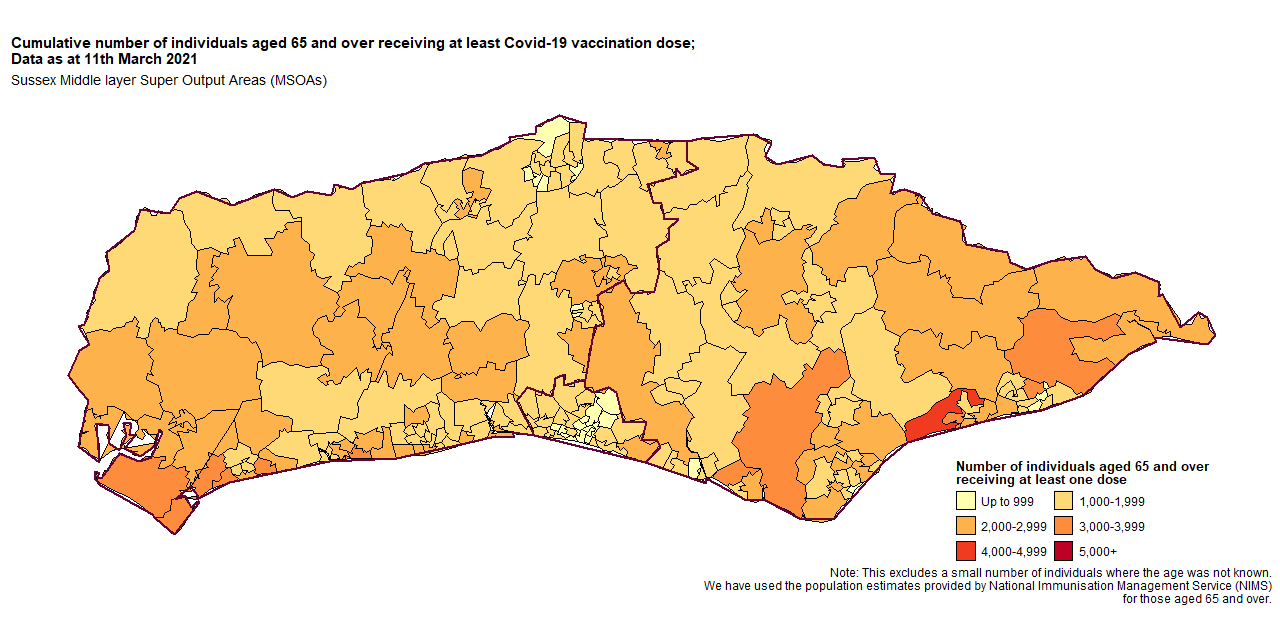 Cumulative number of individuals aged 65 and over receiving at least Covid-19 vaccination dose;
Data as at 11th March 2021
Sussex Middle layer Super Output Areas (MSOAs)
Number of individuals aged 65 and over
receiving at least one dose
Up to 999 1,000-1,999
2,000-2,999 3,000-3,999
4,000-4,999 5,000+
Note: This excludes a small number of individuals where the age was not known.
We have used the population estimates provided by National Immunisation Management Service (NIMS)
for those aged 65 and over.